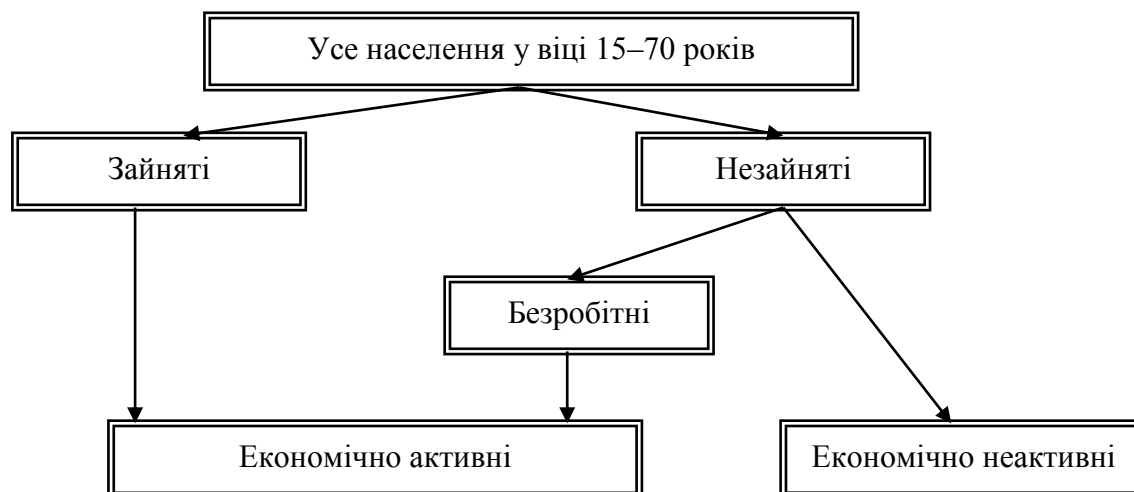 Усе населення у віці 15–70 років
Зайняті
Незайняті
Безробітні
Економічно активні
Економічно неактивні